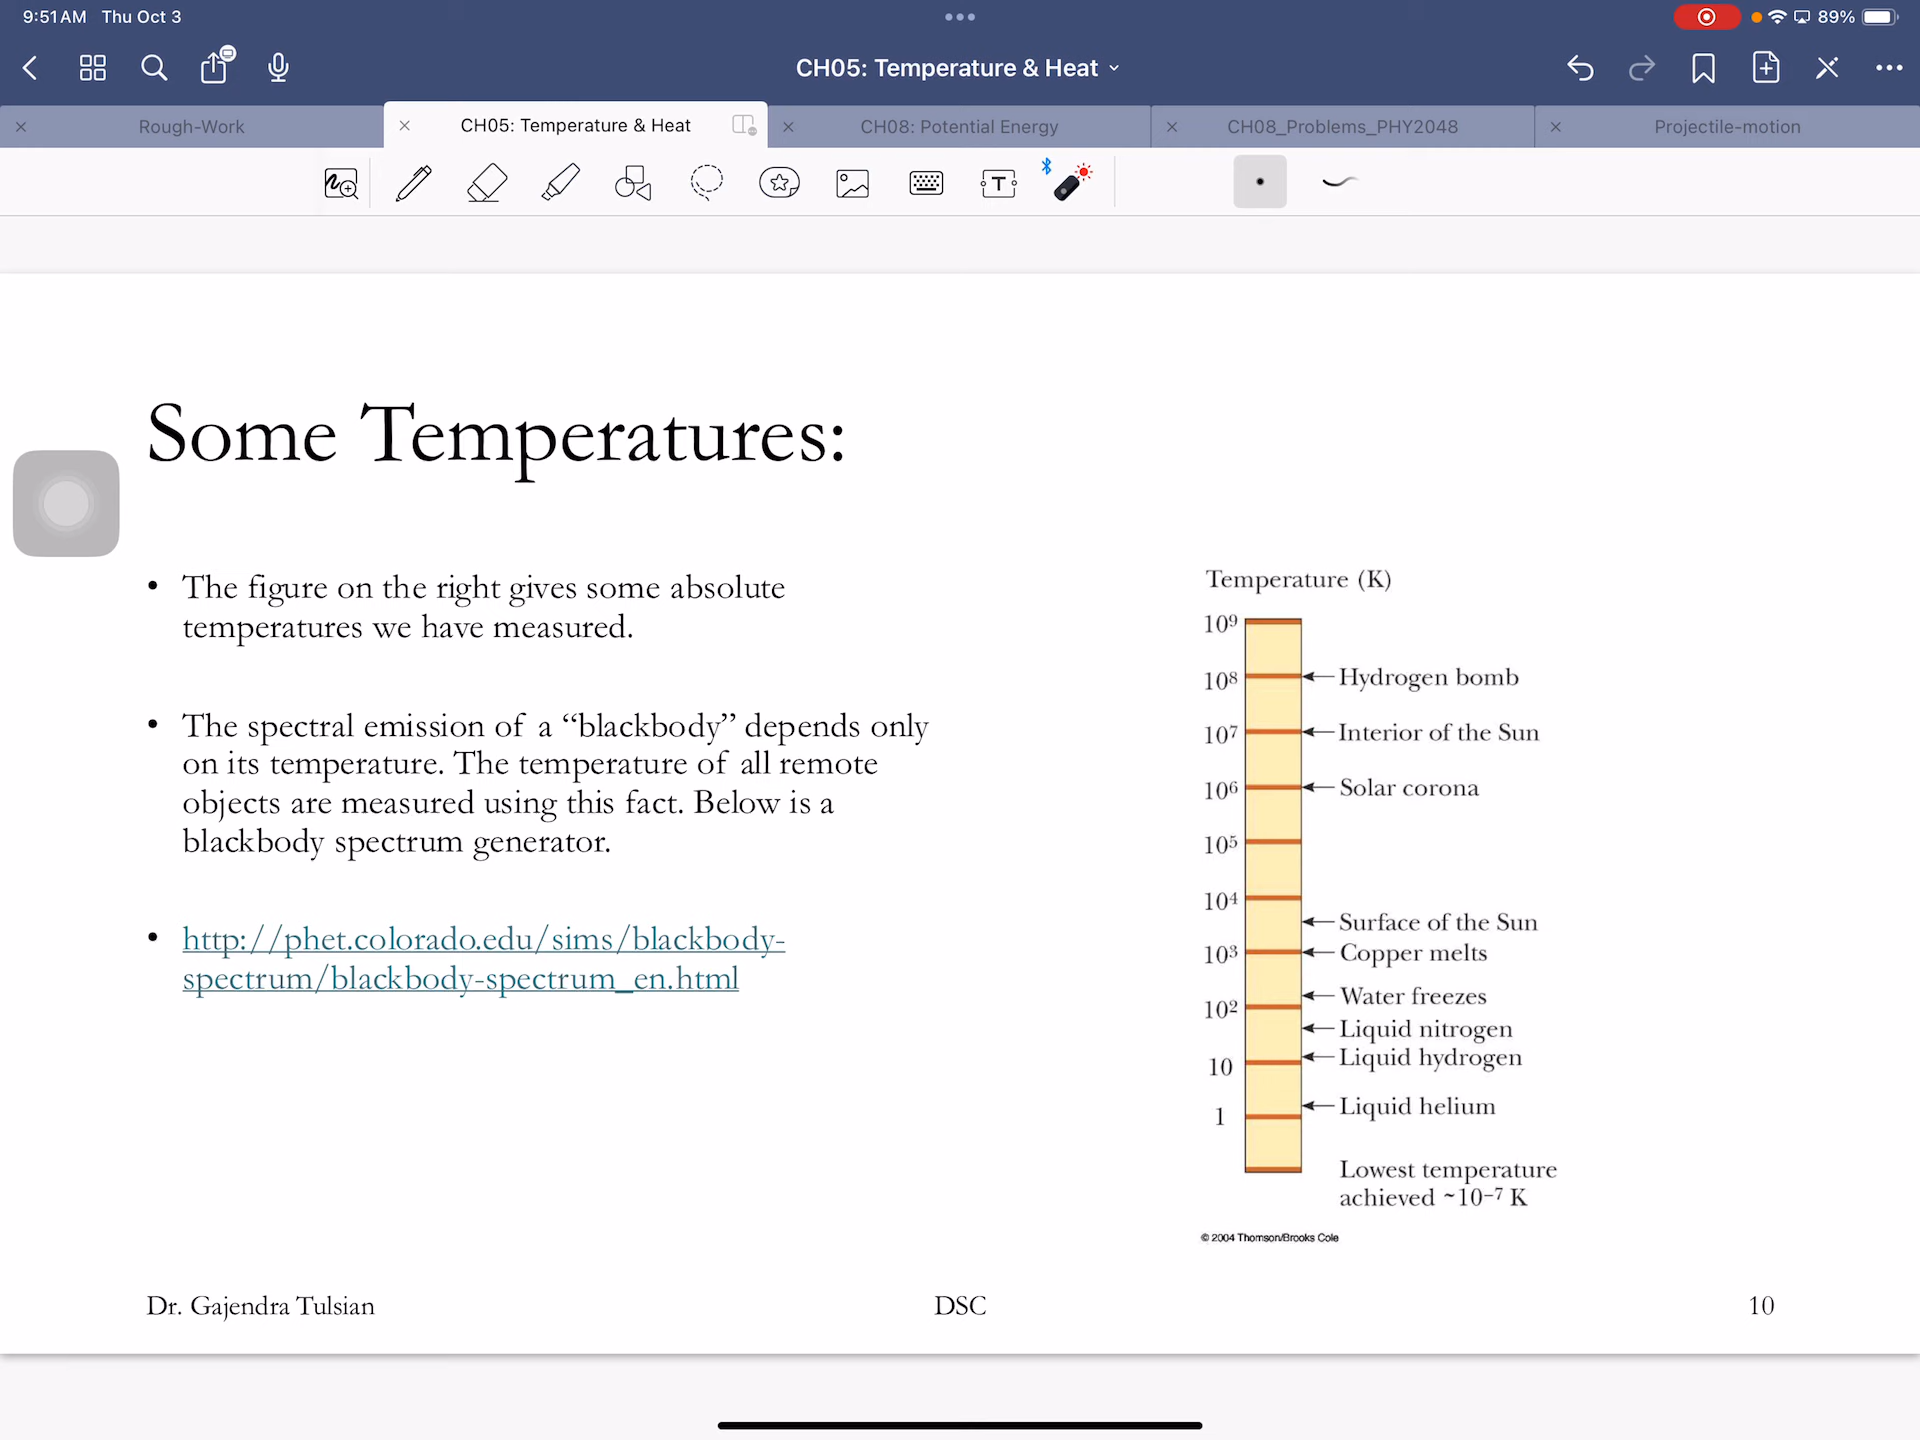 9:51 AM Thu Oct 3
89%
CH05: Temperature & Heat
Rough-Work
CH05: Temperature & Heat
CH08: Potential Energy
CH08_Problems_PHY2048
Projectile-motion
T
Some Temperatures:
• The figure on the right gives some absolute
temperatures we have measured.
• The spectral emission of a “blackbody” depends only
on its temperature. The temperature of all remote
objects are measured using this fact. Below is a
blackbody spectrum generator.
• http://phet.colorado.edu/sims/blackbody-
spectrum/blackbody-spectrum_en.html
Temperature (K)
10⁹
10⁸ Hydrogen bomb
10⁷ Interior of the Sun
10⁶ Solar corona
10⁵
10⁴
Surface of the Sun
10³ Copper melts
Water freezes
10²
Liquid nitrogen
Liquid hydrogen
10
Liquid helium
1
Lowest temperature
achieved ~10⁻⁷ K
© 2004 Thomson/Brooks Cole
Dr. Gajendra Tulsian
DSC
10